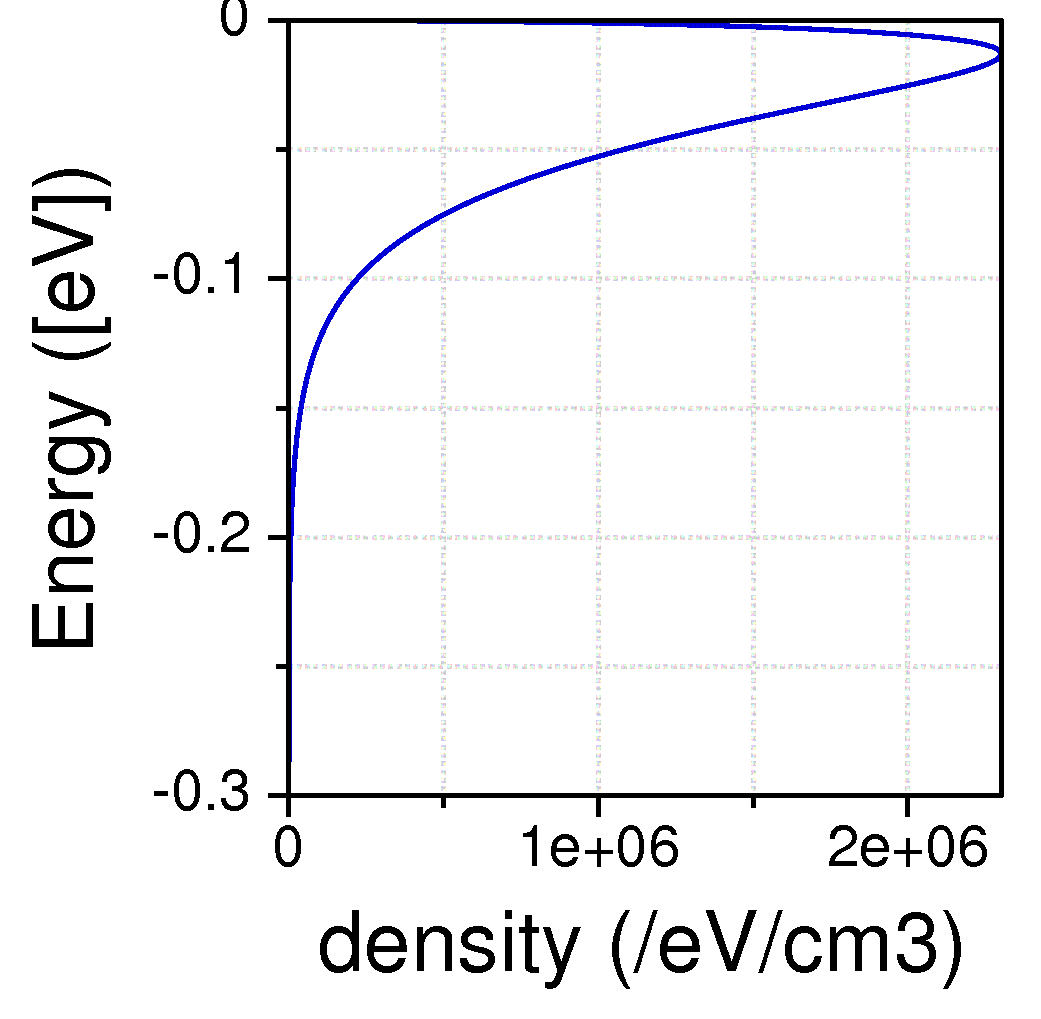 0
-0.1
-0.2
-0.3
Energy ([eV])
0 1e+06 2e+06
density (/eV/cm3)